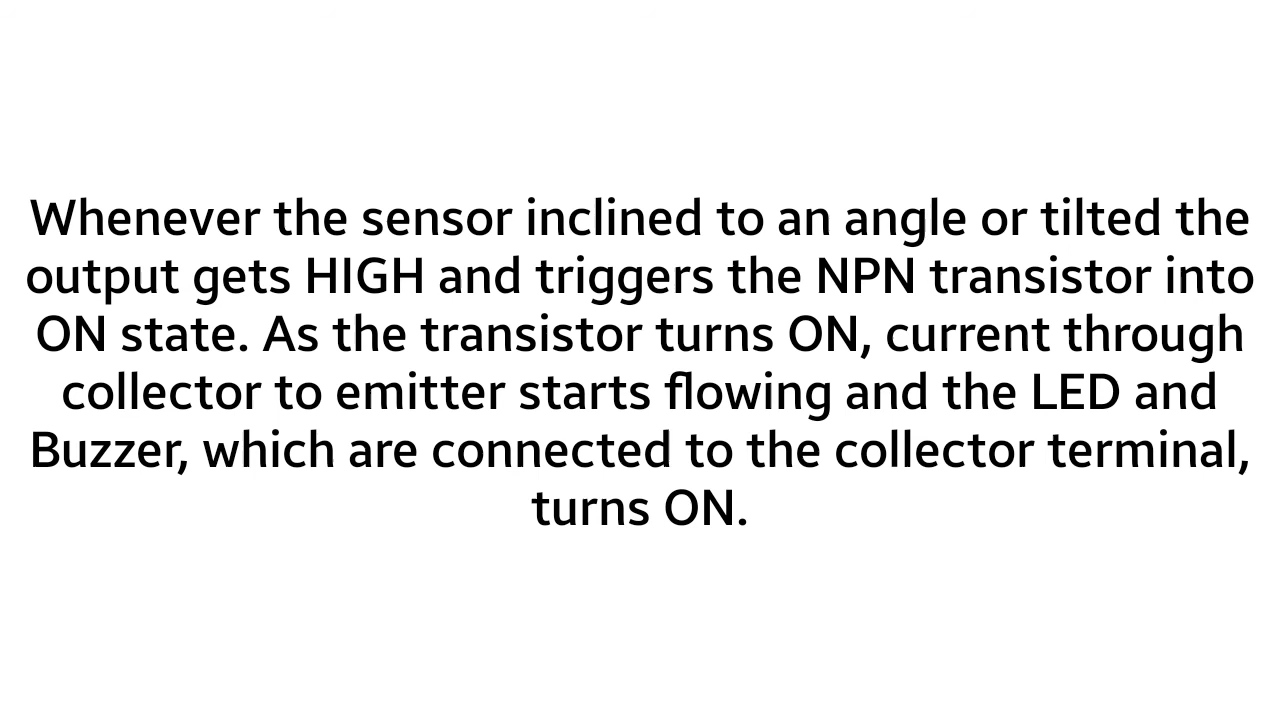 Whenever the sensor inclined to an angle or tilted the
output gets HIGH and triggers the NPN transistor into
ON state. As the transistor turns ON, current through
collector to emitter starts flowing and the LED and
Buzzer, which are connected to the collector terminal,
turns ON.